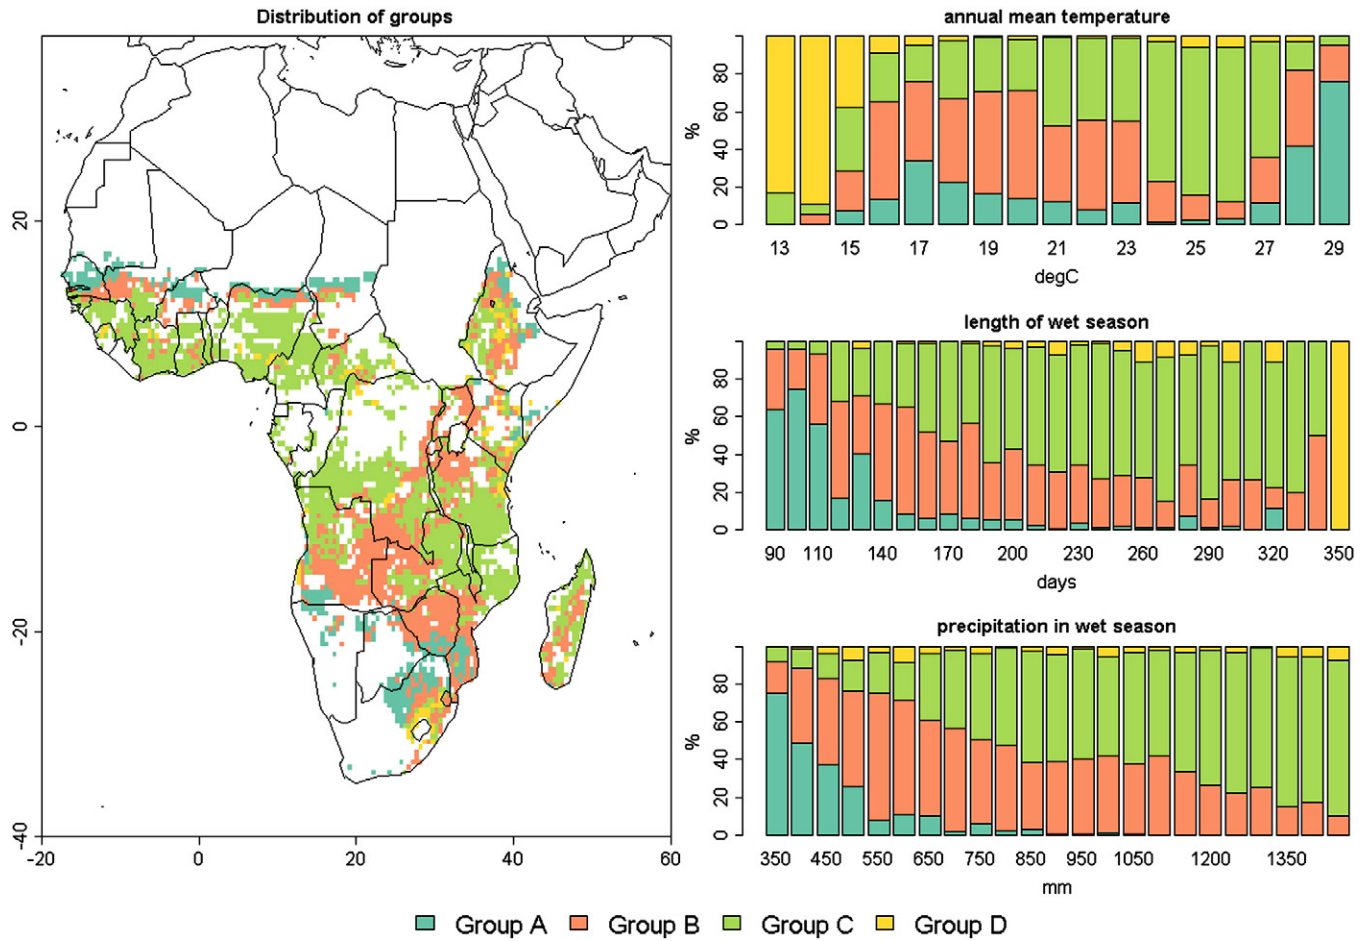 Distribution of groups
20
0
−20
−40
−20 0 20 40 60
annual mean temperature
%
80
60
40
20
0
13 15 17 19 21 23 25 27 29
degC
length of wet season
%
80
60
40
20
0
90 110 140 170 200 230 260 290 320 350
days
precipitation in wet season
%
80
60
40
20
0
350 450 550 650 750 850 950 1050 1200 1350
mm
Group A Group B Group C Group D